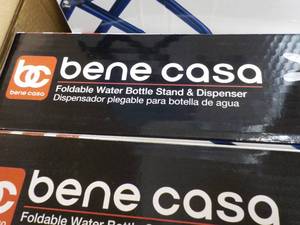 bc
bene casa
bene casa
Foldable Water Bottle Stand & Dispenser
Dispensador plegable para botella de agua
bene casa
Foldable Water